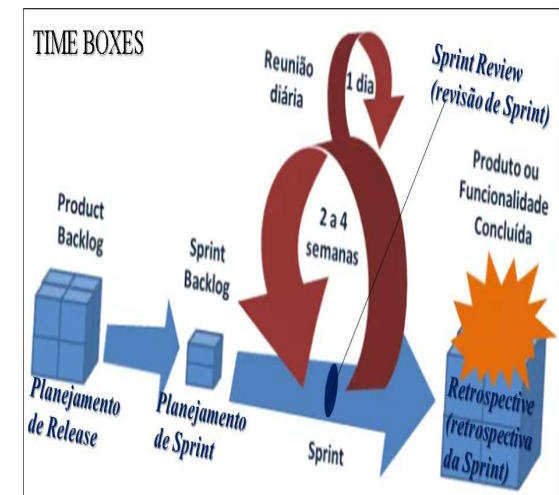 TIME BOXES
Reunião
diária
1 dia
Sprint Review
(revisão de Sprint)
Produto ou
Funcionalidade
Concluída
Product
Backlog
2 a 4
semanas
Sprint
Backlog
Planejamento
de Release
Planejamento
de Sprint
Sprint
Retrospective
(retrospectiva
da Sprint)